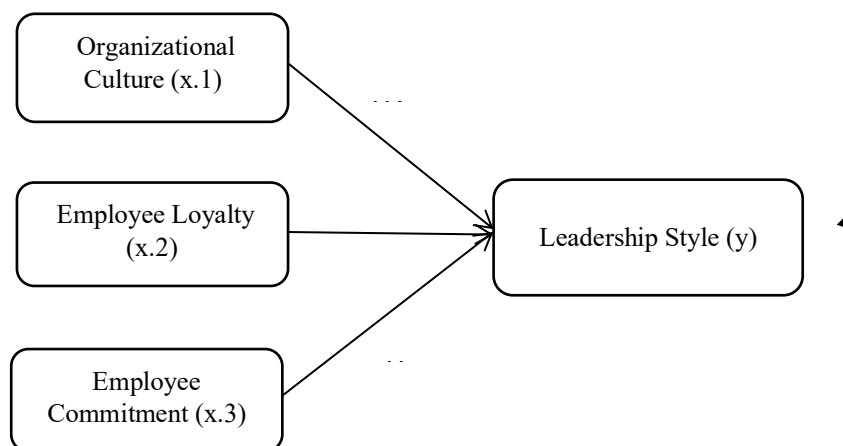 Organizational
Culture (x.1)
Employee Loyalty
(x.2)
Leadership Style (y)
Employee
Commitment (x.3)